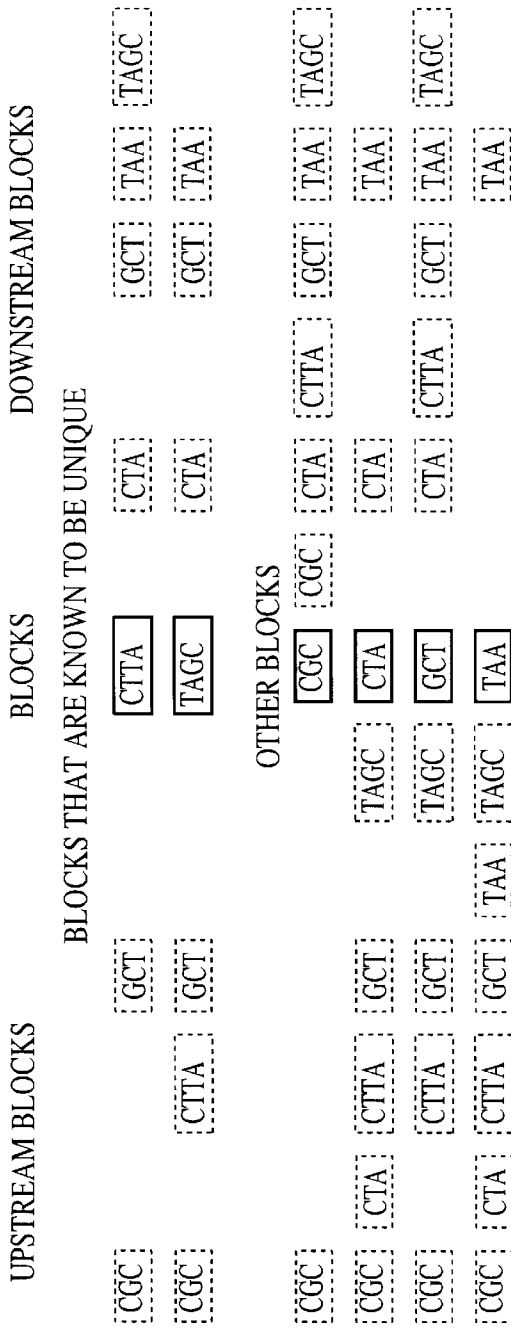 UPSTREAM BLOCKS BLOCKS DOWNSTREAM BLOCKS
BLOCKS THAT ARE KNOWN TO BE UNIQUE
CGC GCT CTTA CTA GCT TAA TAGC
CGC CTTA GCT TAGC CTA GCT TAA
OTHER BLOCKS
CGC CGC CGC CTA CTTA GCT TAA TAGC
CGC CTA CTTA GCT TAGC CTA CTA TAA
CGC CTTA GCT TAGC GCT CTA CTTA GCT TAA TAGC
CGC CTA CTTA GCT TAA TAGC TAA TAA